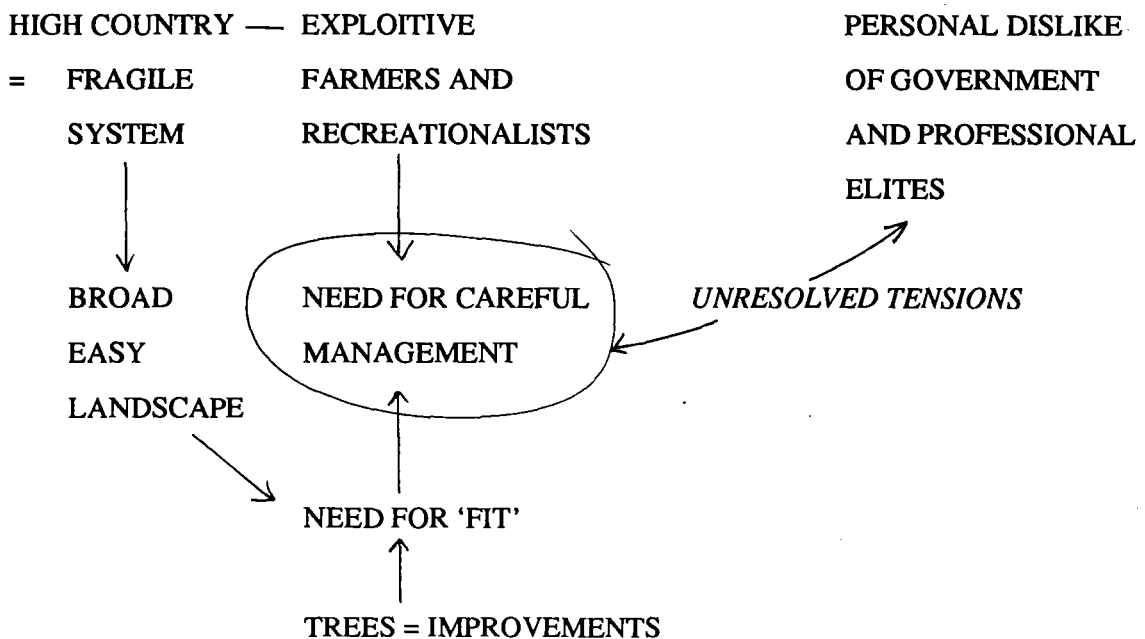 HIGH COUNTRY — EXPLOITIVE PERSONAL DISLIKE
= FRAGILE FARMERS AND OF GOVERNMENT
SYSTEM RECREATIONALISTS AND PROFESSIONAL
ELITES
BROAD NEED FOR CAREFUL UNRESOLVED TENSIONS
EASY MANAGEMENT
LANDSCAPE
NEED FOR ‘FIT’
TREES = IMPROVEMENTS